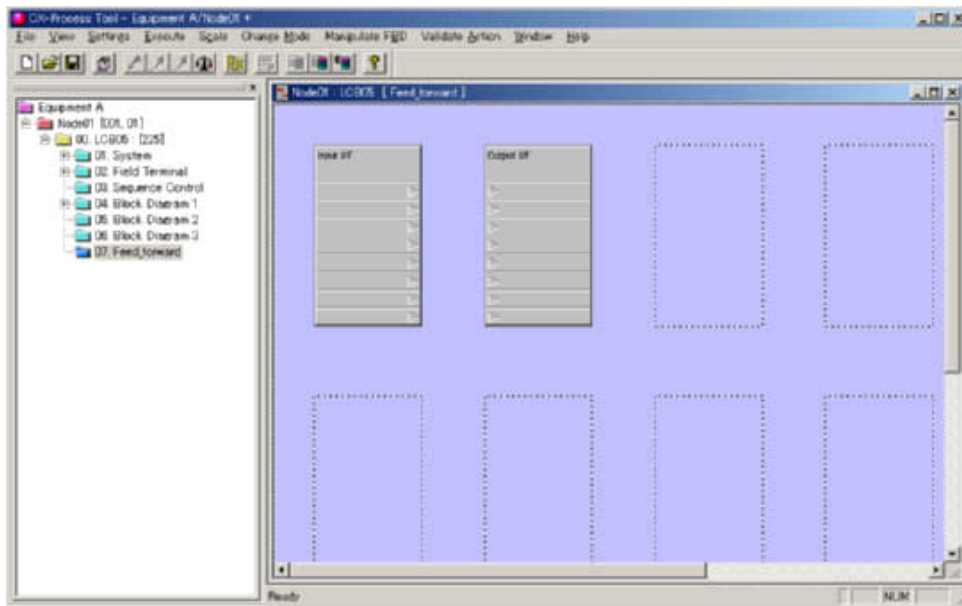 CX-Process Tool - Equipment A/Node01 +
File View Settings Execute Scale Change Mode Manipulate FBD Validate Action Window Help
Node01 : LCB05 [ Feed_forward ]
Equipment A
Node01 [001, 01]
00. LCB05 : [225]
01. System
02. Field Terminal
03. Sequence Control
04. Block Diagram 1
05. Block Diagram 2
06. Block Diagram 3
07. Feed_forward
Input I/F
Output I/F
Ready
NUM